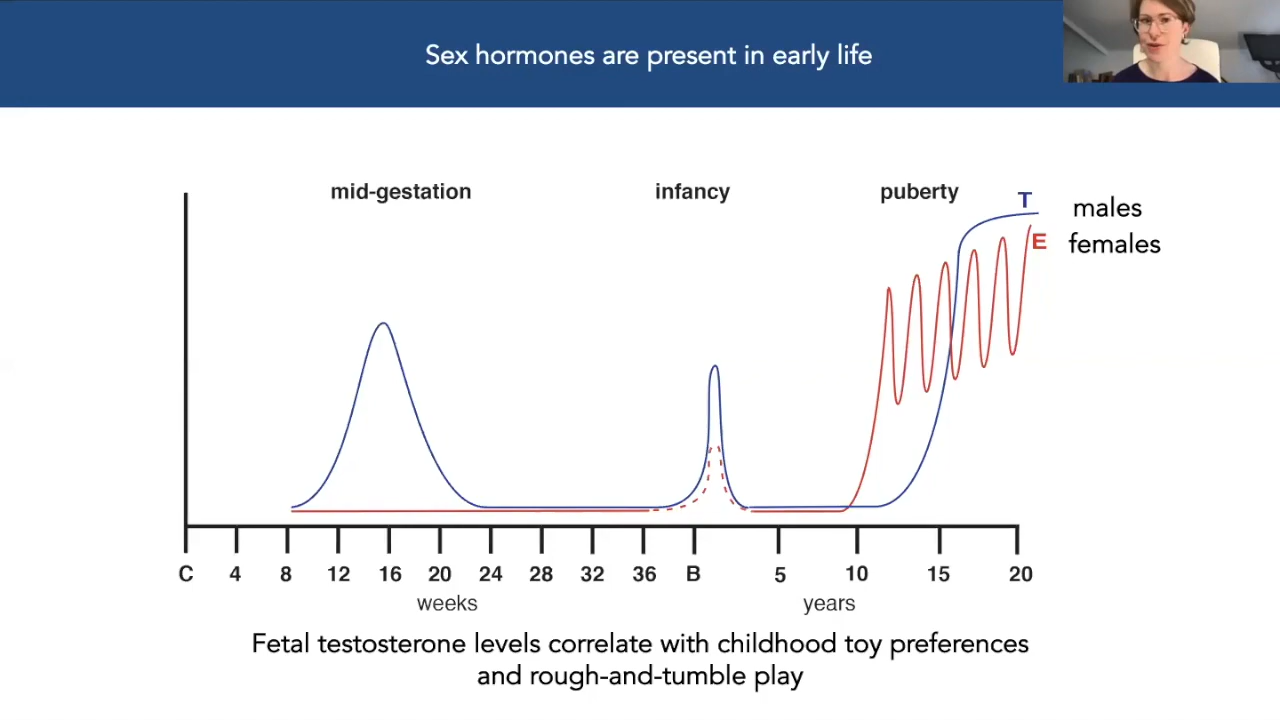 Sex hormones are present in early life
mid-gestation infancy puberty T males
E females
C 4 8 12 16 20 24 28 32 36 B 5 10 15 20
weeks years
Fetal testosterone levels correlate with childhood toy preferences
and rough-and-tumble play